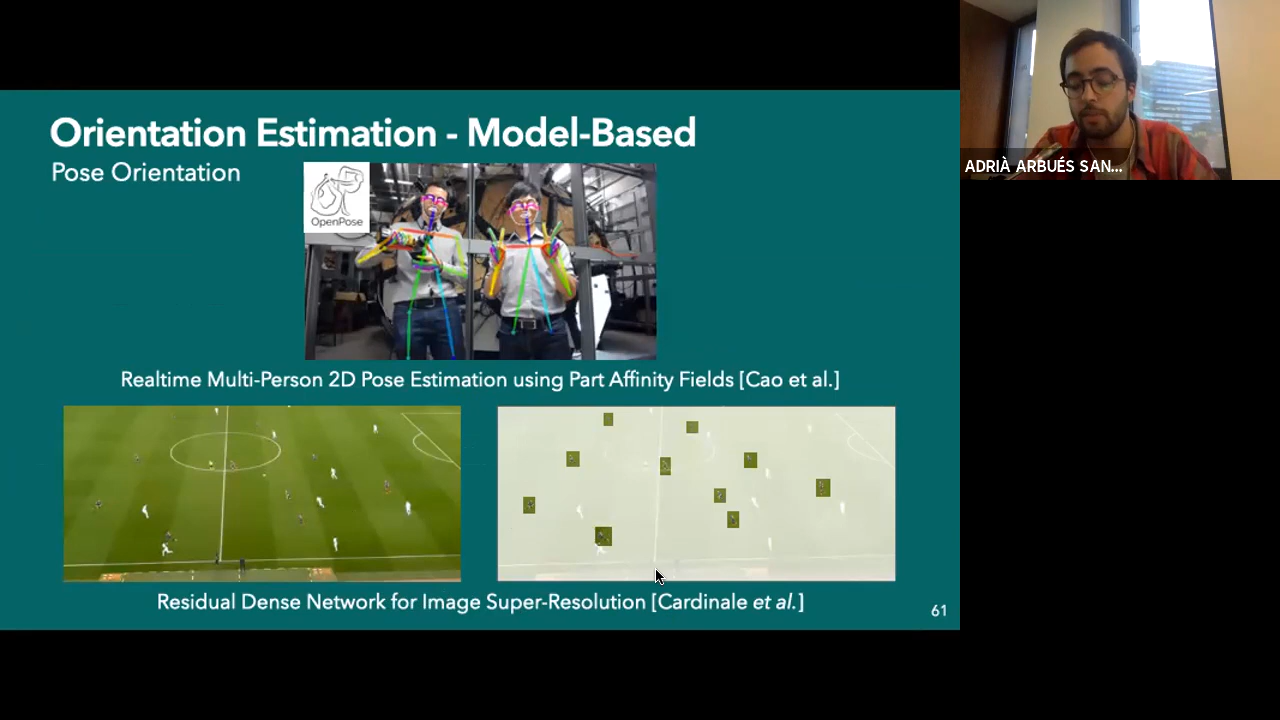 Orientation Estimation - Model-Based
Pose Orientation
OpenPose
Realtime Multi-Person 2D Pose Estimation using Part Affinity Fields [Cao et al.]
Residual Dense Network for Image Super-Resolution [Cardinale et al.]
61
ADRIÀ ARBUÉS SAN...